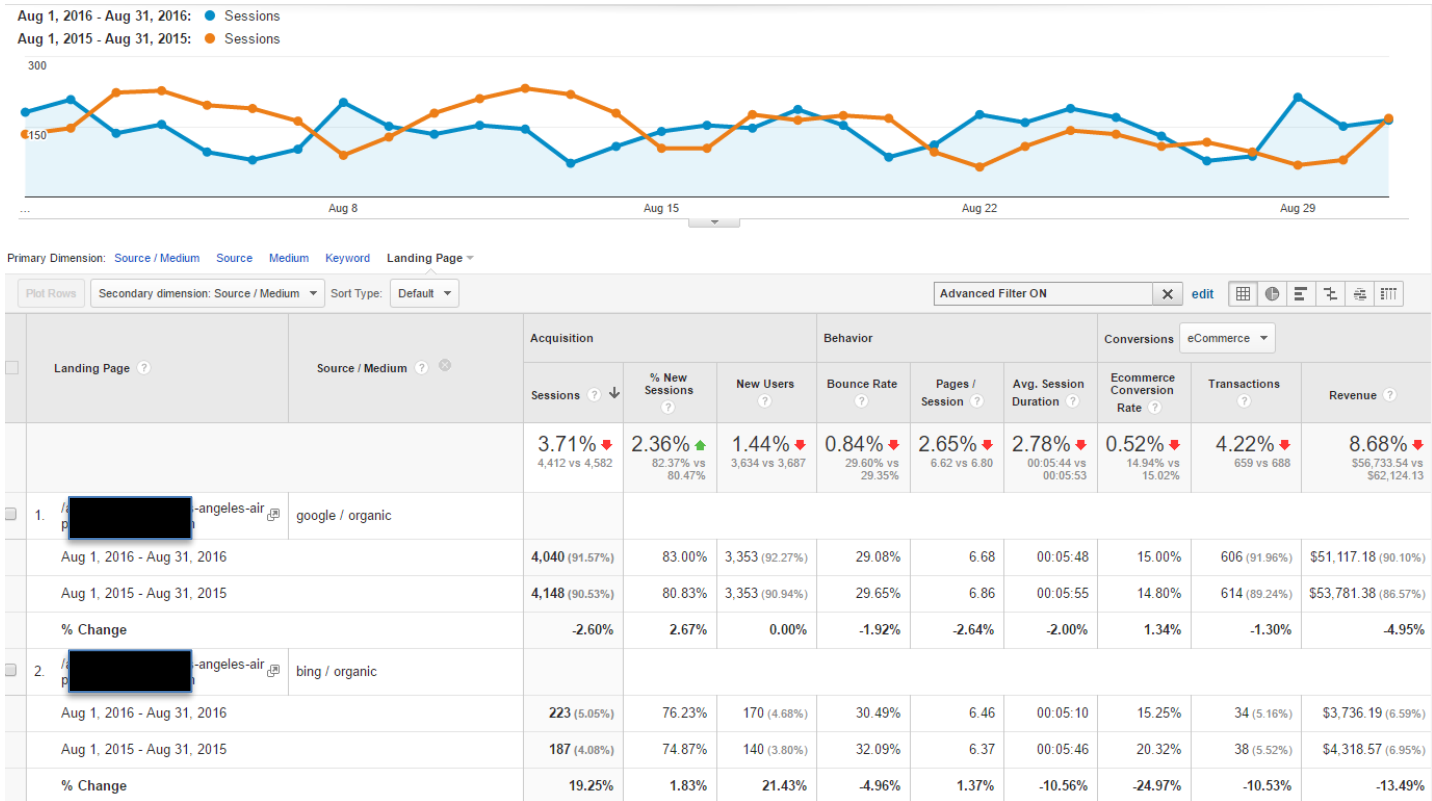 Aug 1, 2016 - Aug 31, 2016: Sessions
Aug 1, 2015 - Aug 31, 2015: Sessions
300
150
... Aug 8 Aug 15 Aug 22 Aug 29
Primary Dimension: Source / Medium Source Medium Keyword Landing Page
Plot Rows Secondary dimension: Source / Medium Sort Type: Default Advanced Filter ON edit
Acquisition Behavior Conversions eCommerce
Landing Page ? Source / Medium ? Sessions ? % New Sessions ? New Users ? Bounce Rate ? Pages / Session ? Avg. Session Duration ? Ecommerce Conversion Rate ? Transactions ? Revenue ?
3.71% 2.36% 1.44% 0.84% 2.65% 2.78% 0.52% 4.22% 8.68%
4,412 vs 4,582 82.37% vs 80.47% 3,634 vs 3,687 29.60% vs 29.35% 6.62 vs 6.80 00:05:44 vs 00:05:53 14.94% vs 15.02% 659 vs 688 $56,733.54 vs $62,124.13
1. -angeles-air google / organic
Aug 1, 2016 - Aug 31, 2016 4,040 (91.57%) 83.00% 3,353 (92.27%) 29.08% 6.68 00:05:48 15.00% 606 (91.96%) $51,117.18 (90.10%)
Aug 1, 2015 - Aug 31, 2015 4,148 (90.53%) 80.83% 3,353 (90.94%) 29.65% 6.86 00:05:55 14.80% 614 (89.24%) $53,781.38 (86.57%)
% Change -2.60% 2.67% 0.00% -1.92% -2.64% -2.00% 1.34% -1.30% -4.95%
2. -angeles-air bing / organic
Aug 1, 2016 - Aug 31, 2016 223 (5.05%) 76.23% 170 (4.68%) 30.49% 6.46 00:05:10 15.25% 34 (5.16%) $3,736.19 (6.59%)
Aug 1, 2015 - Aug 31, 2015 187 (4.08%) 74.87% 140 (3.80%) 32.09% 6.37 00:05:46 20.32% 38 (5.52%) $4,318.57 (6.95%)
% Change 19.25% 1.83% 21.43% -4.96% 1.37% -10.56% -24.97% -10.53% -13.49%